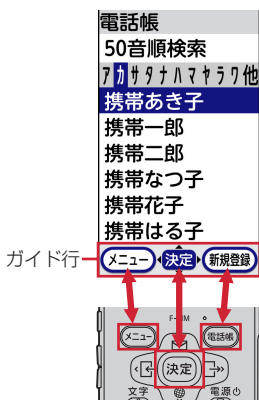 電話帳
50音順検索
アカサタナハマヤラワ他
携帯あき子
携帯一郎
携帯二郎
携帯なつ子
携帯花子
携帯はる子
ガイド行
メニュー 決定 新規登録
メニュー 電話帳
決定
文字 電源